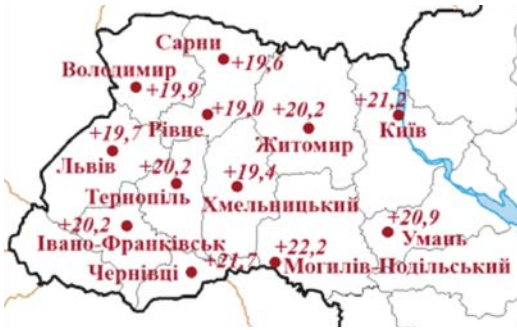 Сарни
+19,6
Володимир
+19,9
+19,0
Рівне
+20,2
Житомир
+21,2
Київ
+19,7
Львів
+20,2
Тернопіль
+19,4
Хмельницький
+20,2
Івано-Франківськ
+20,9
Умань
+21,7
Чернівці
+22,2
Могилів-Подільський